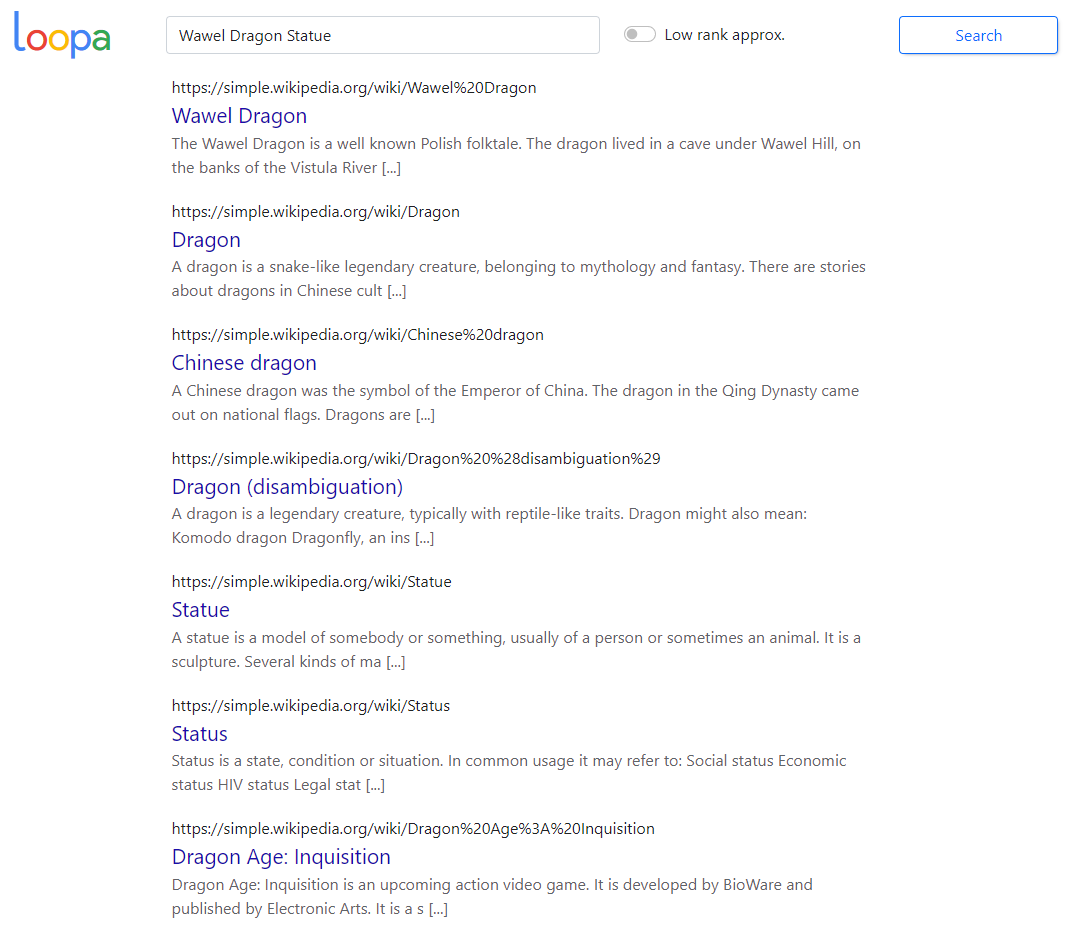 loopa
Wawel Dragon Statue
Low rank approx.
Search
https://simple.wikipedia.org/wiki/Wawel%20Dragon
Wawel Dragon
The Wawel Dragon is a well known Polish folktale. The dragon lived in a cave under Wawel Hill, on
the banks of the Vistula River [...]
https://simple.wikipedia.org/wiki/Dragon
Dragon
A dragon is a snake-like legendary creature, belonging to mythology and fantasy. There are stories
about dragons in Chinese cult [...]
https://simple.wikipedia.org/wiki/Chinese%20dragon
Chinese dragon
A Chinese dragon was the symbol of the Emperor of China. The dragon in the Qing Dynasty came
out on national flags. Dragons are [...]
https://simple.wikipedia.org/wiki/Dragon%20%28disambiguation%29
Dragon (disambiguation)
A dragon is a legendary creature, typically with reptile-like traits. Dragon might also mean:
Komodo dragon Dragonfly, an ins [...]
https://simple.wikipedia.org/wiki/Statue
Statue
A statue is a model of somebody or something, usually of a person or sometimes an animal. It is a
sculpture. Several kinds of ma [...]
https://simple.wikipedia.org/wiki/Status
Status
Status is a state, condition or situation. In common usage it may refer to: Social status Economic
status HIV status Legal stat [...]
https://simple.wikipedia.org/wiki/Dragon%20Age%3A%20Inquisition
Dragon Age: Inquisition
Dragon Age: Inquisition is an upcoming action video game. It is developed by BioWare and
published by Electronic Arts. It is a s [...]